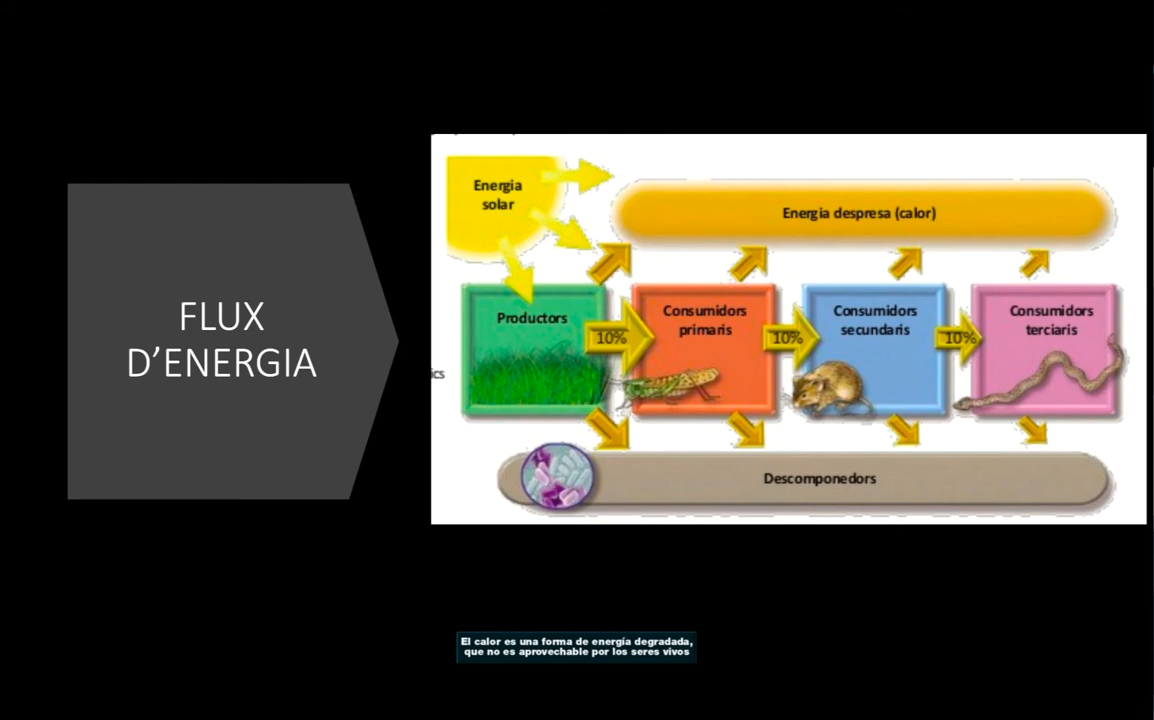 FLUX
D’ENERGIA
Energia
solar
Energia despresa (calor)
Productors
Consumidors
primaris
Consumidors
secundaris
Consumidors
terciaris
10%
10%
10%
ics
Descomponedors
El calor es una forma de energía degradada,
que no es aprovechable por los seres vivos